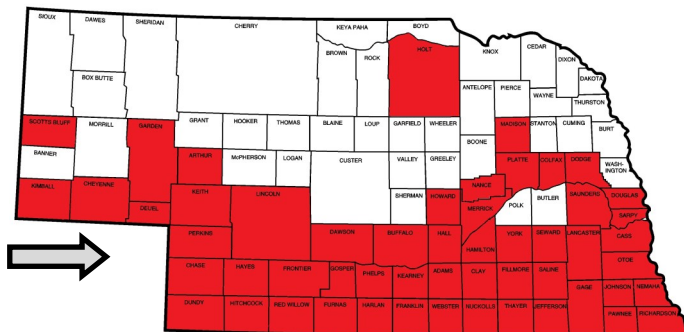 SIOUX
DAWES
SHERIDAN
CHERRY
KEYA PAHA
BOYD
HOLT
KNOX
CEDAR
DIXON
DAKOTA
BOX BUTTE
BROWN
ROCK
ANTELOPE
PIERCE
WAYNE
THURSTON
SCOTTS BLUFF
MORRILL
GARDEN
GRANT
HOOKER
THOMAS
BLAINE
LOUP
GARFIELD
WHEELER
BOONE
MADISON
STANTON
CUMING
BURT
BANNER
ARTHUR
McPHERSON
LOGAN
CUSTER
VALLEY
GREELEY
PLATTE
COLFAX
DODGE
WASH-
INGTON
KIMBALL
CHEYENNE
DEUEL
KEITH
LINCOLN
SHERMAN
HOWARD
NANCE
MERRICK
POLK
BUTLER
SAUNDERS
DOUGLAS
SARPY
PERKINS
DAWSON
BUFFALO
HALL
HAMILTON
YORK
SEWARD
LANCASTER
CASS
OTOE
CHASE
HAYES
FRONTIER
GOSPER
PHELPS
KEARNEY
ADAMS
CLAY
FILLMORE
SALINE
GAGE
JOHNSON
NEMAHA
DUNDY
HITCHCOCK
RED WILLOW
FURNAS
HARLAN
FRANKLIN
WEBSTER
NUCKOLLS
THAYER
JEFFERSON
PAWNEE
RICHARDSON